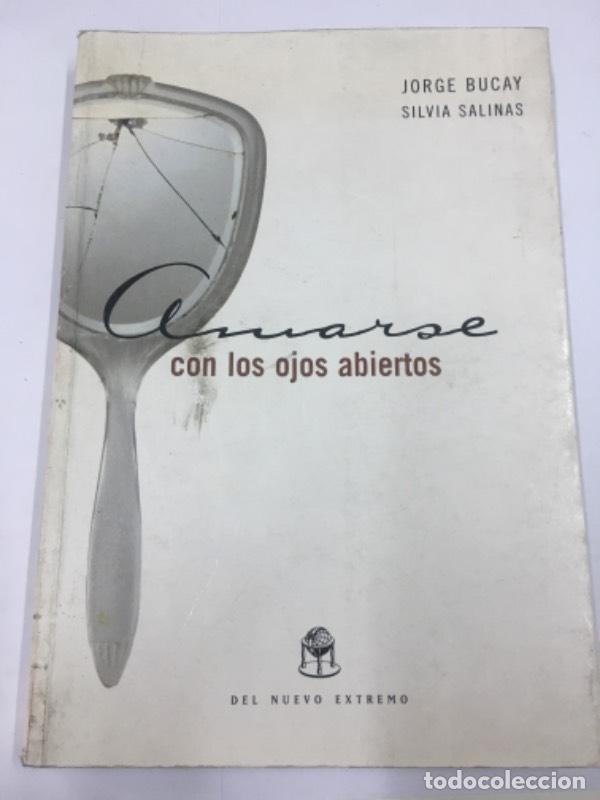 JORGE BUCAY
SILVIA SALINAS
Amarse
con los ojos abiertos
DEL NUEVO EXTREMO
todocoleccion